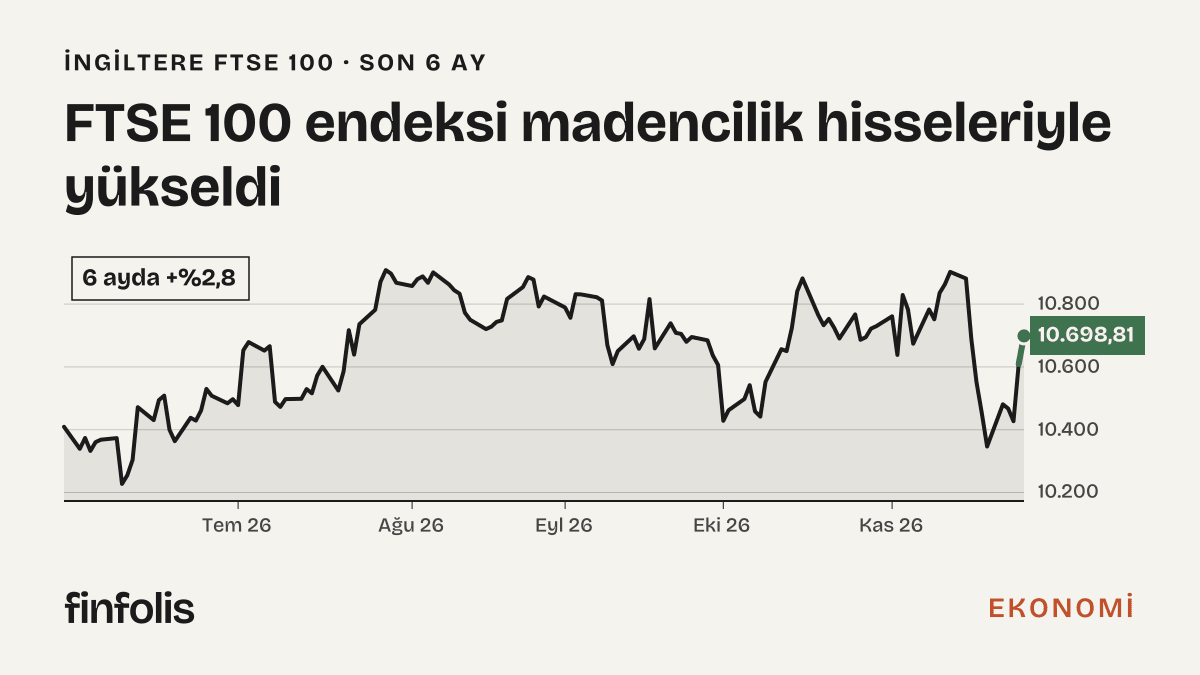 İNGİLTERE FTSE 100 · SON 6 AY
FTSE 100 endeksi madencilik hisseleriyle
yükseldi
6 ayda +%2,8
10.800
10.698,81
10.600
10.400
10.200
Tem 26
Ağu 26
Eyl 26
Eki 26
Kas 26
finfolis
EKONOMİ